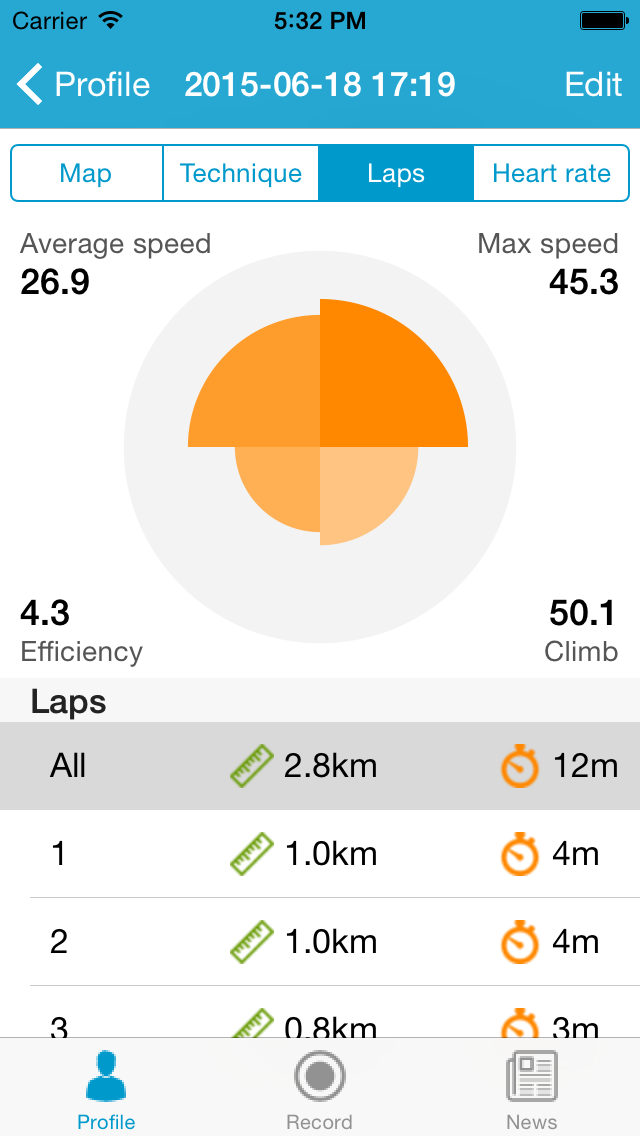 Carrier 5:32 PM
Profile 2015-06-18 17:19 Edit
Map Technique Laps Heart rate
Average speed Max speed
26.9 45.3
4.3 50.1
Efficiency Climb
Laps
All 2.8km 12m
1 1.0km 4m
2 1.0km 4m
3 0.8km 3m
Profile Record News